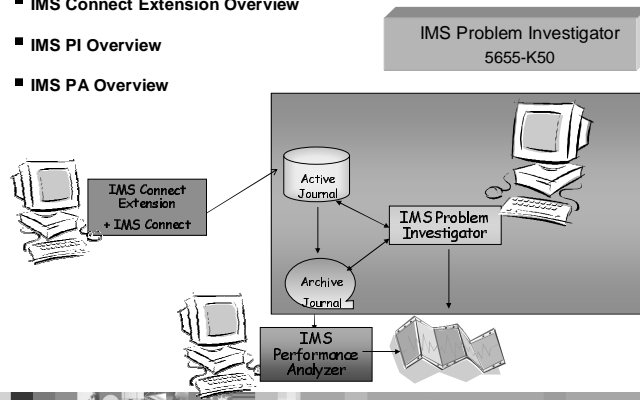 IMS Connect Extension Overview
IMS PI Overview
IMS PA Overview
IMS Problem Investigator
5655-K50
Active
Journal
IMS Connect
Extension
+ IMS Connect
IMS Problem
Investigator
Archive
Journal
IMS
Performance
Analyzer